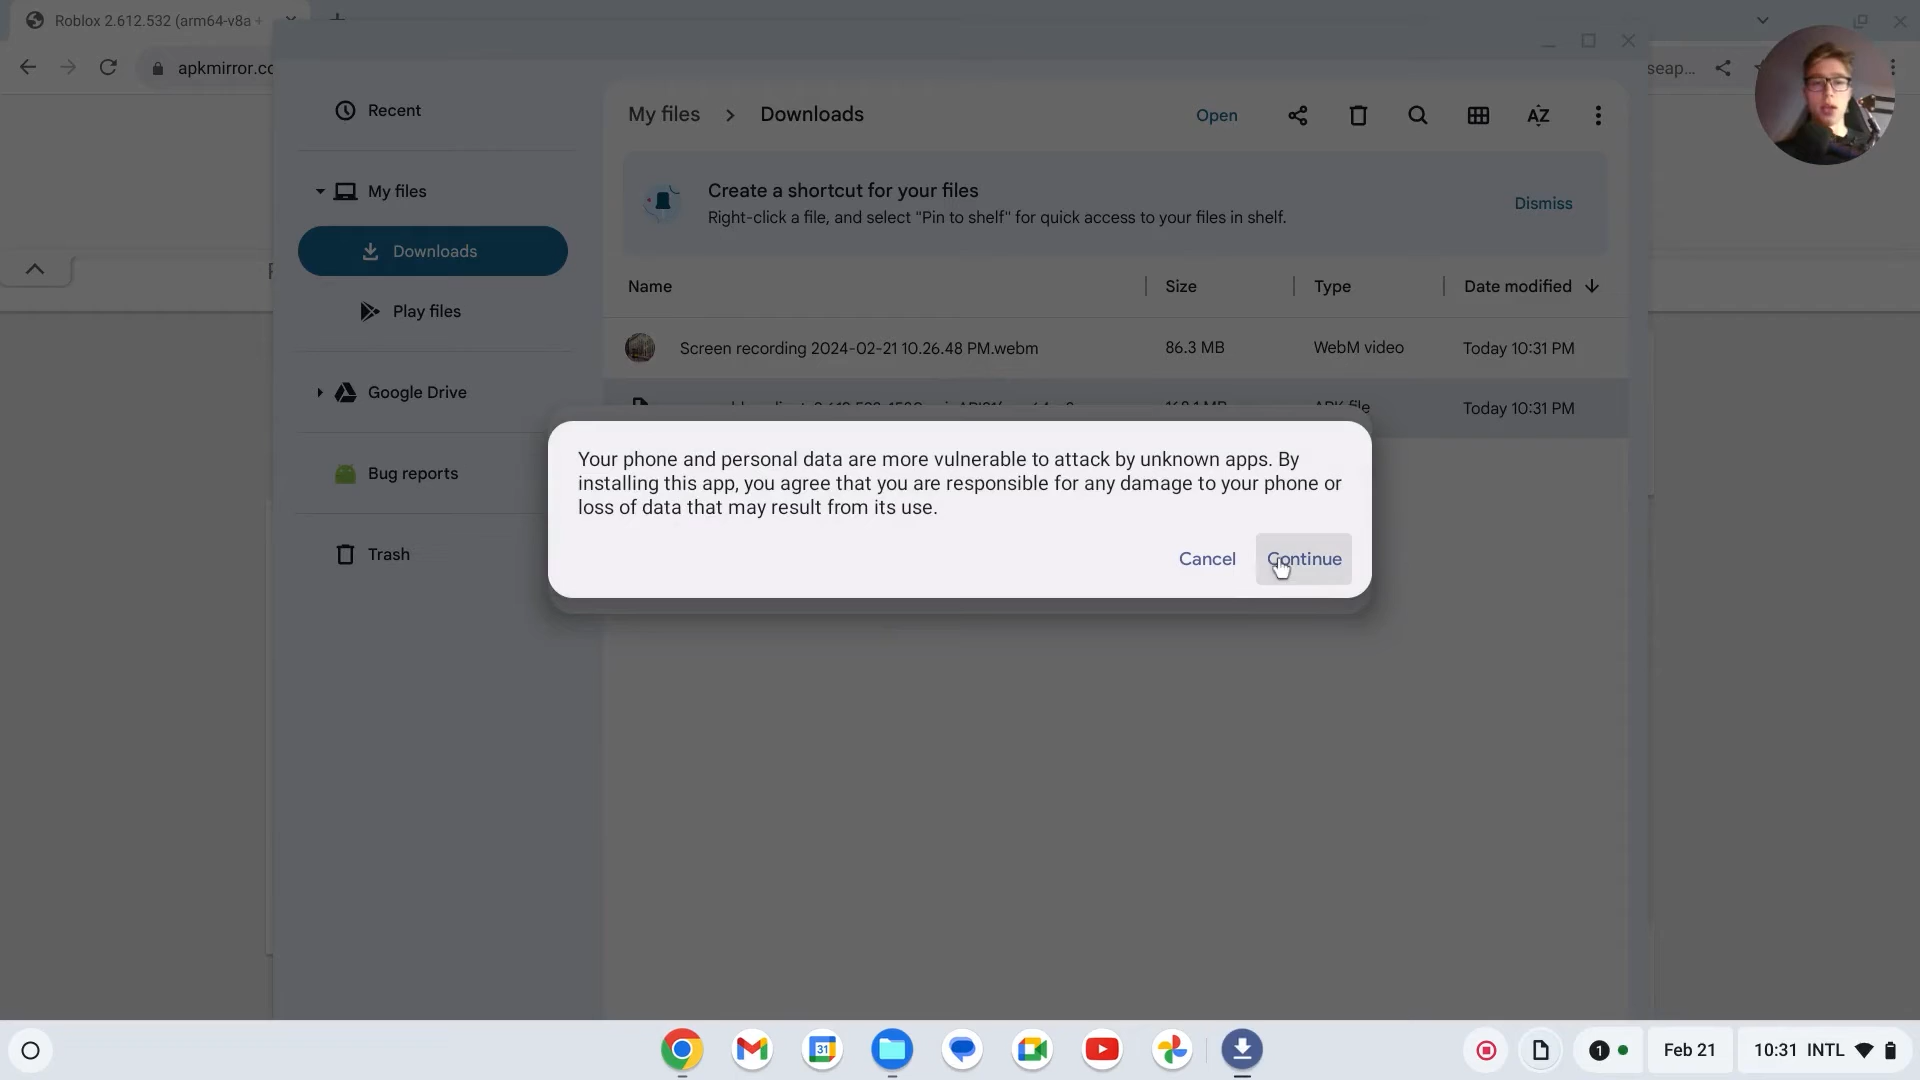 Roblox 2.612.532 (arm64-v8a +
apkmirror.cc
seap...
Recent
My files
Downloads
Play files
Google Drive
Bug reports
Trash
My files
Downloads
Open
AZ
Create a shortcut for your files
Right-click a file, and select "Pin to shelf" for quick access to your files in shelf.
Dismiss
Name
Size
Type
Date modified
Screen recording 2024-02-21 10.26.48 PM.webm
86.3 MB
WebM video
Today 10:31 PM
APK file
Today 10:31 PM
Your phone and personal data are more vulnerable to attack by unknown apps. By
installing this app, you agree that you are responsible for any damage to your phone or
loss of data that may result from its use.
Cancel
Continue
31
1
Feb 21
10:31 INTL